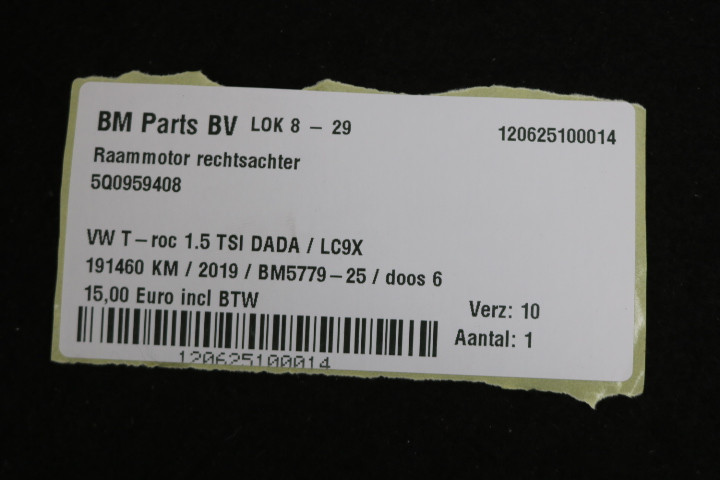 BM Parts BV LOK 8 - 29 120625100014
Raammotor rechtsachter
5Q0959408
VW T-roc 1.5 TSI DADA / LC9X
191460 KM / 2019 / BM5779-25 / doos 6
15,00 Euro incl BTW
Verz: 10
Aantal: 1
120625100014